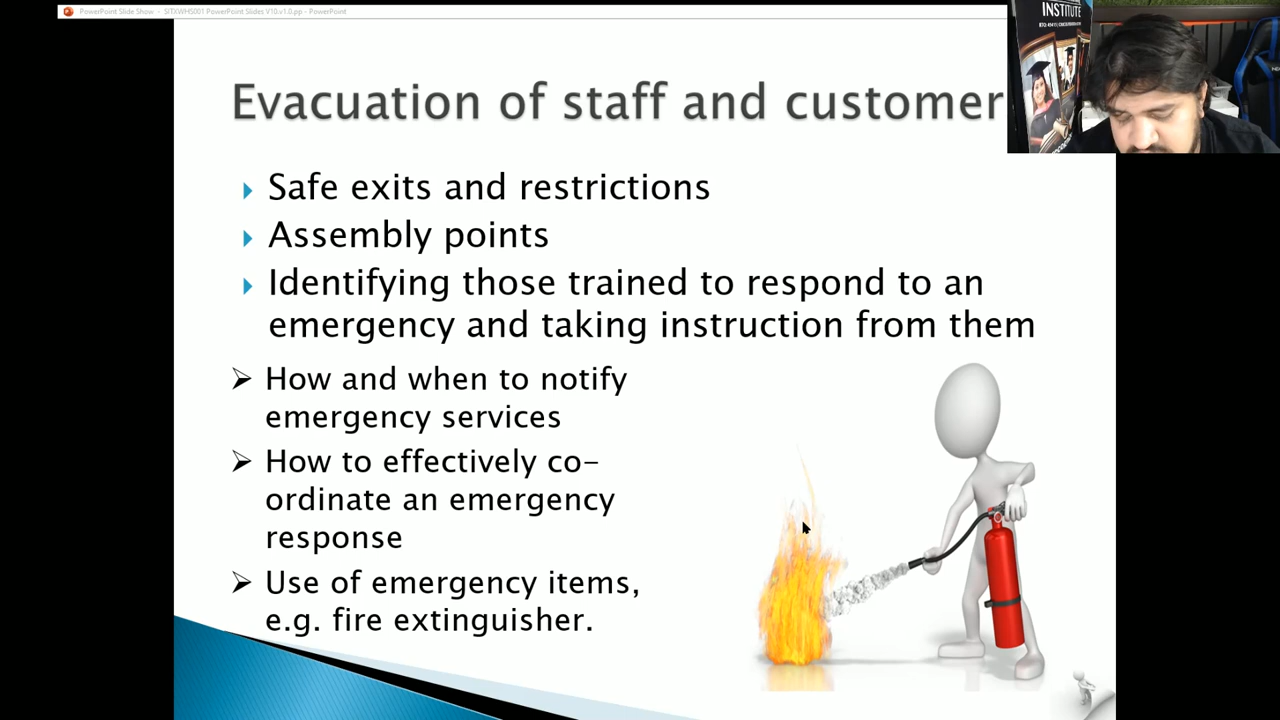 PowerPoint Slide Show - SITXWHS001 PowerPoint Slides V10.v1.0.pp - PowerPoint
INSTITUTE
Evacuation of staff and customer
Safe exits and restrictions
Assembly points
Identifying those trained to respond to an
emergency and taking instruction from them
How and when to notify
emergency services
How to effectively co-
ordinate an emergency
response
Use of emergency items,
e.g. fire extinguisher.